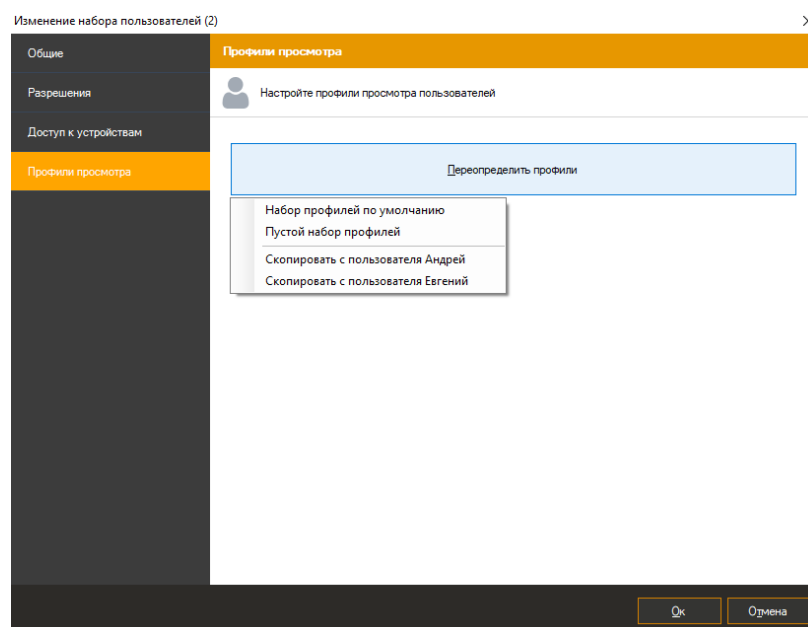 Изменение набора пользователей (2)
Общие
Разрешения
Доступ к устройствам
Профили просмотра
Профили просмотра
Настройте профили просмотра пользователей
Переопределить профили
Набор профилей по умолчанию
Пустой набор профилей
Скопировать с пользователя Андрей
Скопировать с пользователя Евгений
Ок
Отмена